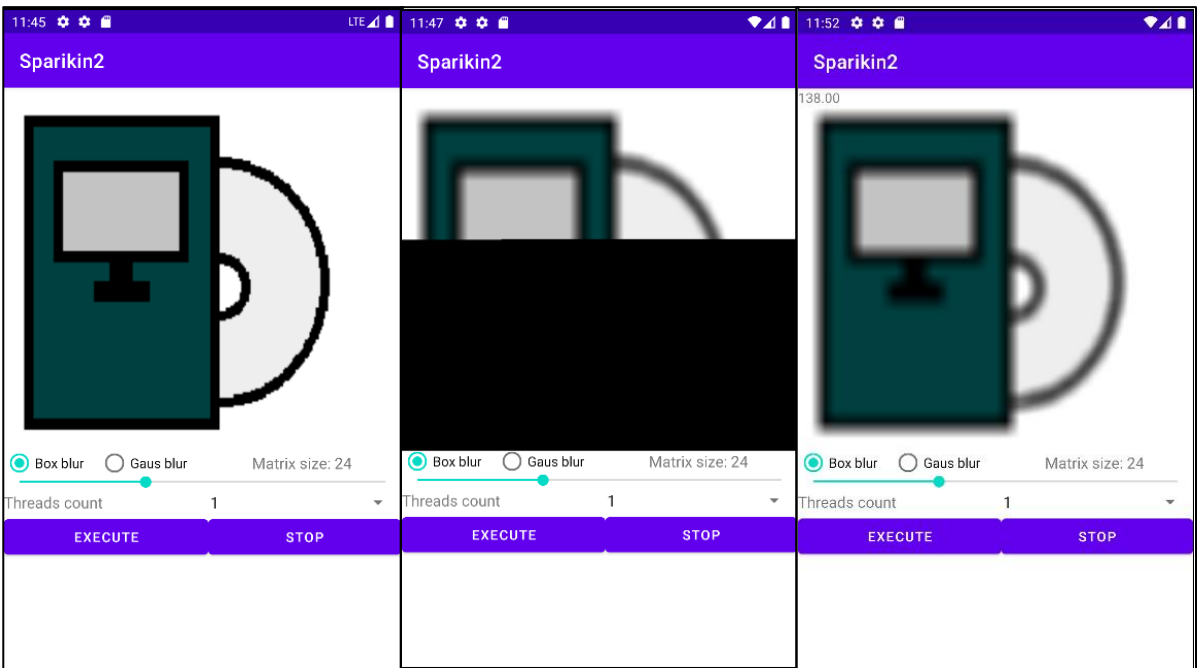 11:45 LTE
Sparikin2
Box blur Gaus blur Matrix size: 24
Threads count 1
EXECUTE STOP
11:47
Sparikin2
Box blur Gaus blur Matrix size: 24
Threads count 1
EXECUTE STOP
11:52
Sparikin2
138.00
Box blur Gaus blur Matrix size: 24
Threads count 1
EXECUTE STOP